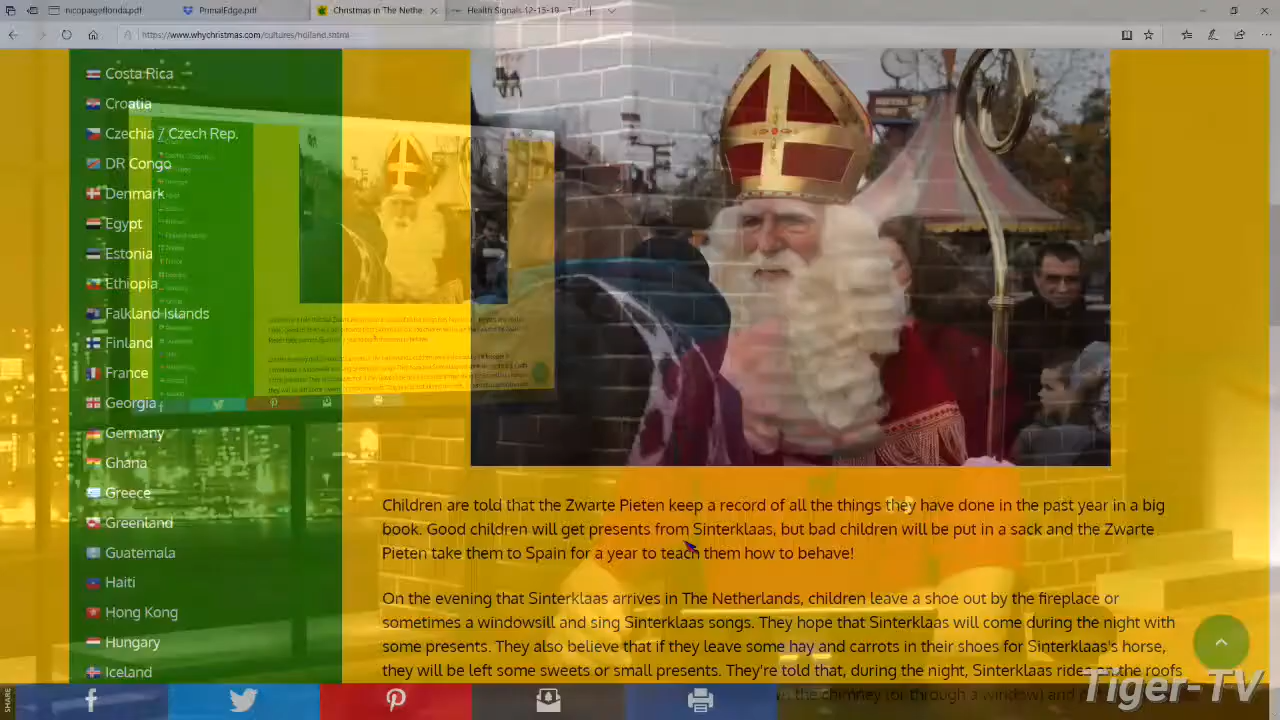 nicopageflorida.pdf
PrimalEdge.pdf
Christmas in The Nethe
Health Signals 12-15-19 - T
https://www.whychristmas.com/cultures/holland.shtml
Costa Rica
Croatia
Czechia / Czech Rep.
DR Congo
Denmark
Egypt
Estonia
Ethiopia
Falkland Islands
Finland
France
Georgia
Germany
Ghana
Greece
Greenland
Guatemala
Haiti
Hong Kong
Hungary
Iceland
Children are told that the Zwarte Pieten keep a record of all the things they have done in the past year in a big
book. Good children will get presents from Sinterklaas, but bad children will be put in a sack and the Zwarte
Pieten take them to Spain for a year to teach them how to behave!
On the evening that Sinterklaas arrives in The Netherlands, children leave a shoe out by the fireplace or
sometimes a windowsill and sing Sinterklaas songs. They hope that Sinterklaas will come during the night with
some presents. They also believe that if they leave some hay and carrots in their shoes for Sinterklaas's horse,
they will be left some sweets or small presents. They're told that, during the night, Sinterklaas rides on the roofs
the chimney (or through a window) and
SHARE
Tiger-TV